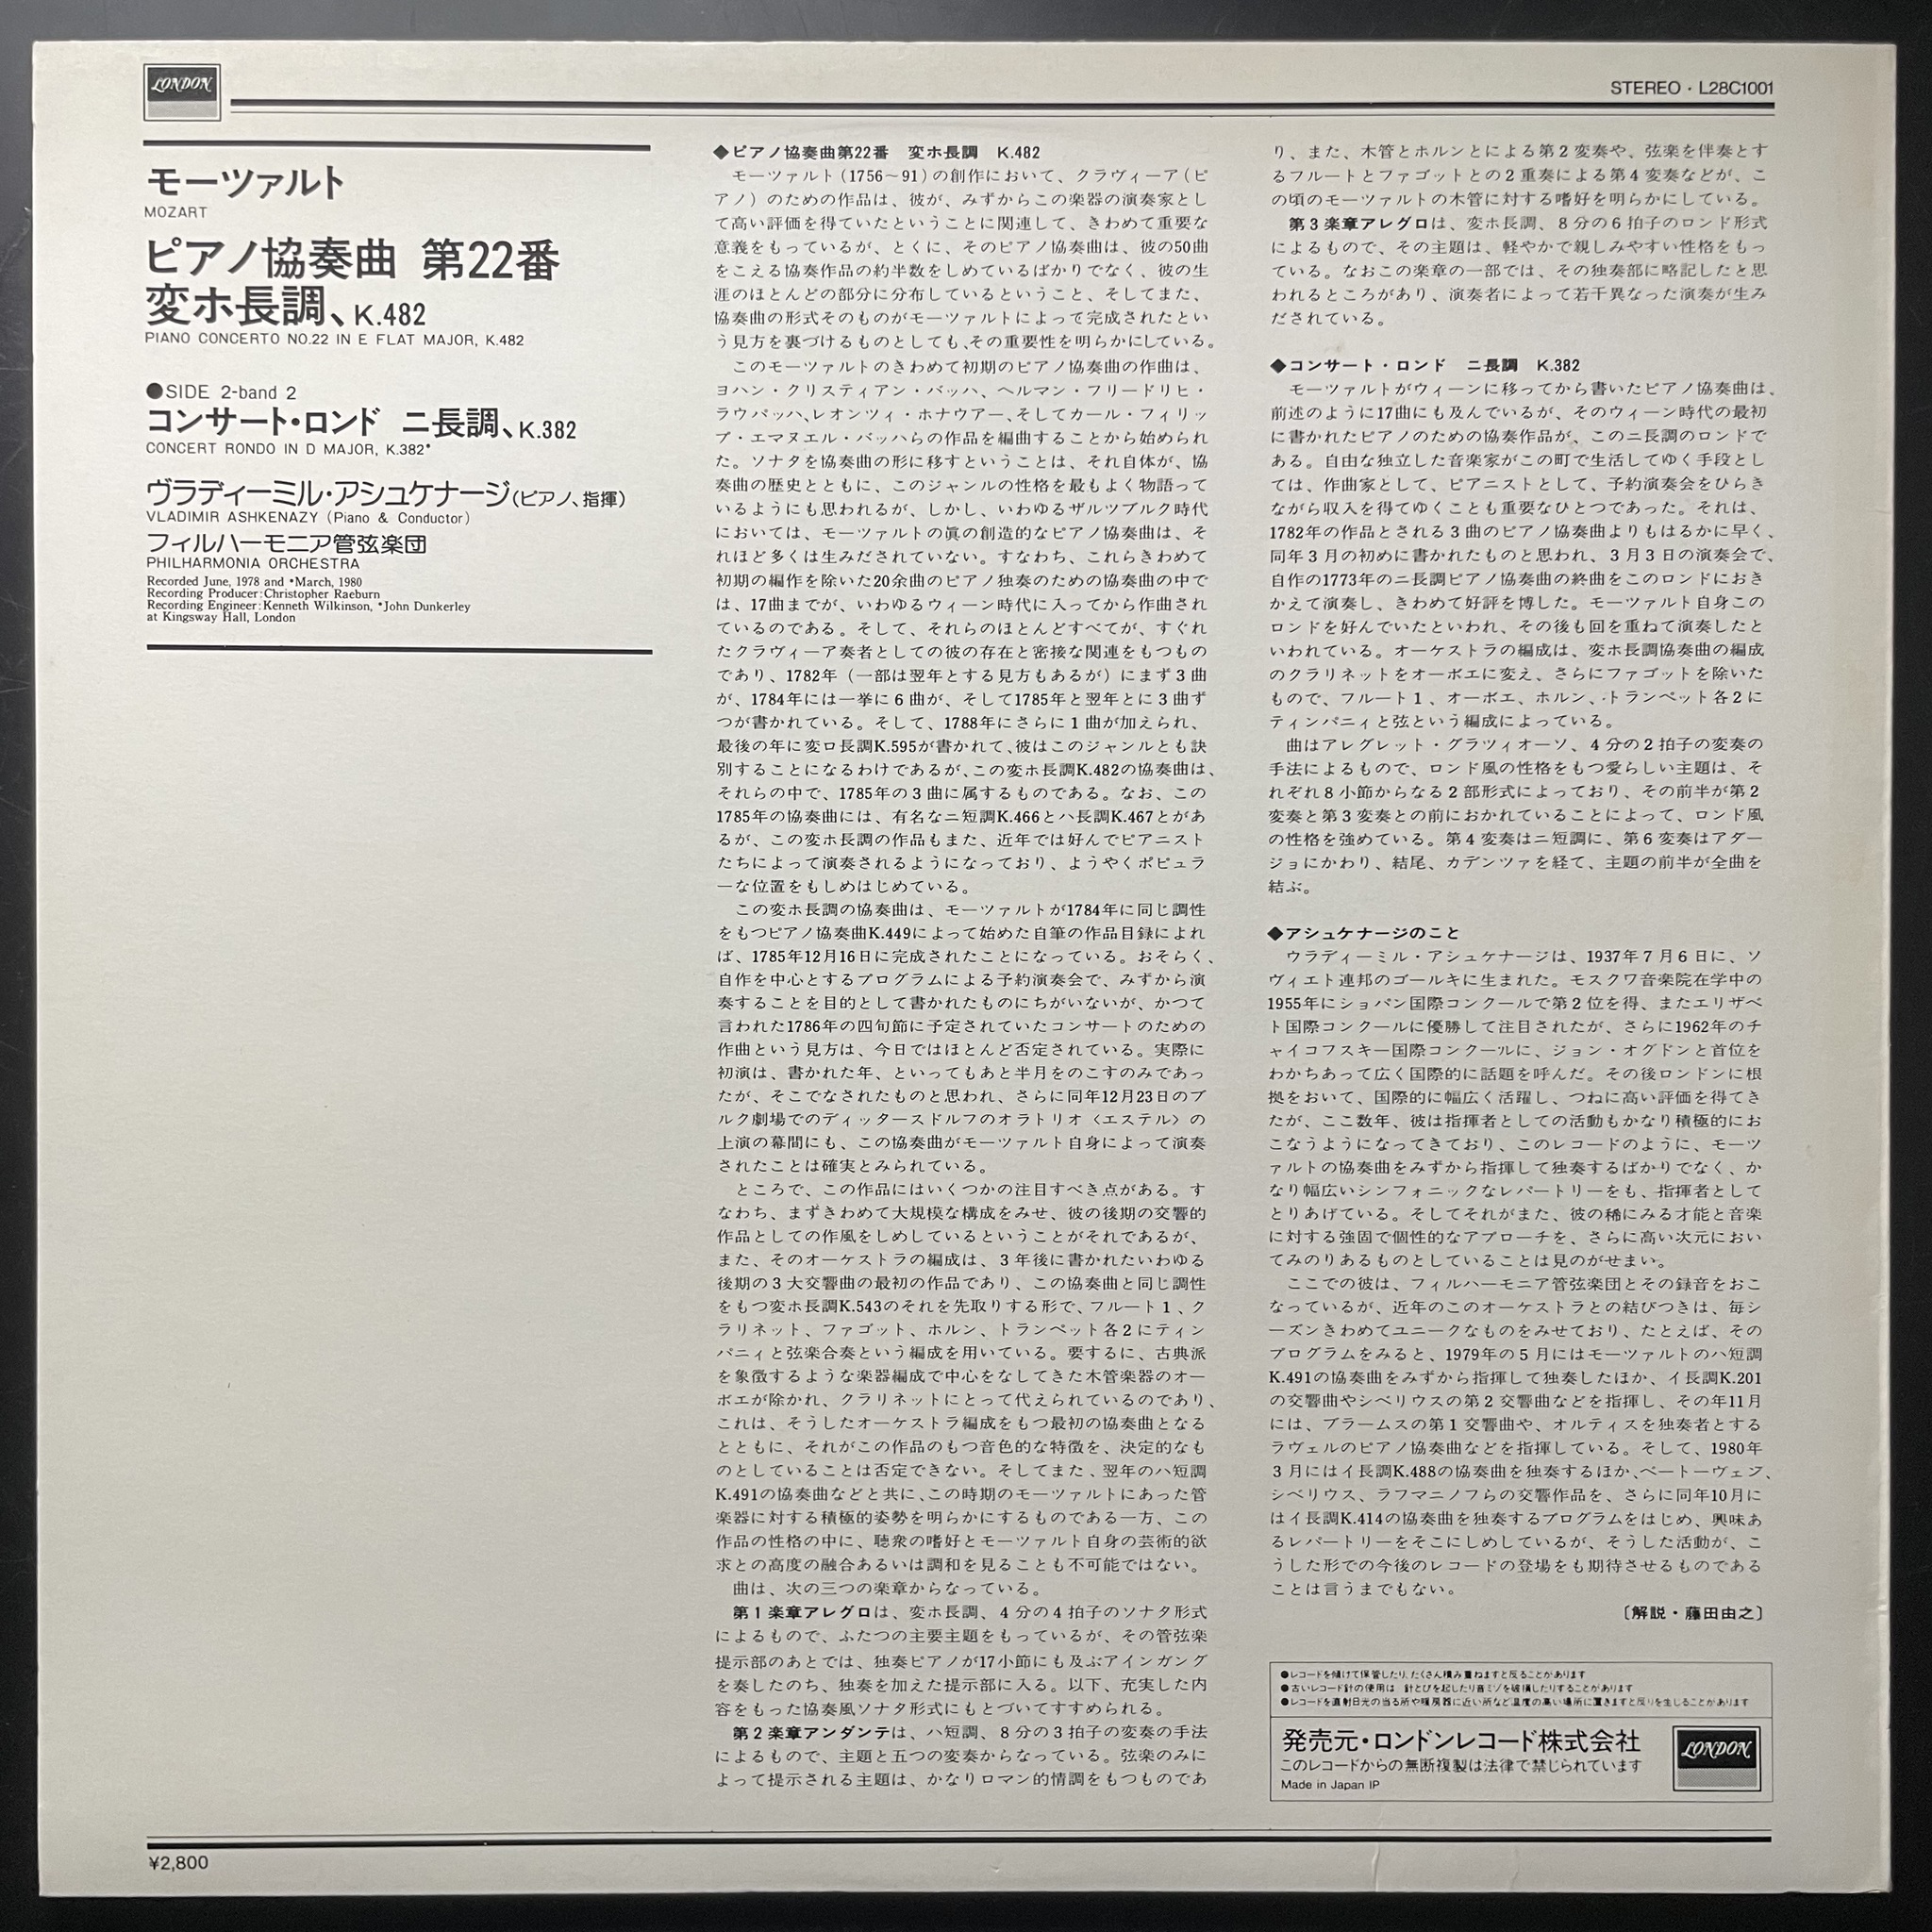 LONDON
STEREO・L28C1001
モーツァルト
MOZART
ピアノ協奏曲 第22番
変ホ長調、K.482
PIANO CONCERTO NO.22 IN E FLAT MAJOR, K.482
●SIDE 2-band 2
コンサート・ロンド ニ長調、K.382
CONCERT RONDO IN D MAJOR, K.382*
ヴラディーミル・アシュケナージ(ピアノ、指揮)
VLADIMIR ASHKENAZY (Piano & Conductor)
フィルハーモニア管弦楽団
PHILHARMONIA ORCHESTRA
Recorded June, 1978 and *March, 1980
Recording Producer:Christopher Raeburn
Recording Engineer:Kenneth Wilkinson, *John Dunkerley
at Kingsway Hall, London
◆ピアノ協奏曲第22番 変ホ長調 K.482
モーツァルト(1756〜91)の創作において、クラヴィーア(ピ
アノ)のための作品は、彼が、みずからこの楽器の演奏家とし
て高い評価を得ていたということに関連して、きわめて重要な
意義をもっているが、とくに、そのピアノ協奏曲は、彼の50曲
をこえる協奏作品の約半数をしめているばかりでなく、彼の生
涯のほとんどの部分に分布しているということ、そしてまた、
協奏曲の形式そのものがモーツァルトによって完成されたとい
う見方を裏づけるものとしても、その重要性を明らかにしている。
このモーツァルトのきわめて初期のピアノ協奏曲の作曲は、
ヨハン・クリスティアン・バッハ、ヘルマン・フリードリヒ・
ラウパッハ、レオンツィ・ホナウアー、そしてカール・フィリッ
プ・エマヌエル・バッハらの作品を編曲することから始められ
た。ソナタを協奏曲の形に移すということは、それ自体が、協
奏曲の歴史とともに、このジャンルの性格を最もよく物語って
いるようにも思われるが、しかし、いわゆるザルツブルク時代
においては、モーツァルトの眞の創造的なピアノ協奏曲は、そ
れほど多くは生みだされていない。すなわち、これらきわめて
初期の編作を除いた20余曲のピアノ独奏のための協奏曲の中で
は、17曲までが、いわゆるウィーン時代に入ってから作曲され
ているのである。そして、それらのほとんどすべてが、すぐれ
たクラヴィーア奏者としての彼の存在と密接な関連をもつもの
であり、1782年（一部は翌年とする見方もあるが）にまず3曲
が、1784年には一挙に6曲が、そして1785年と翌年とに3曲ず
つが書かれている。そして、1788年にさらに1曲が加えられ、
最後の年に変ロ長調K.595が書かれて、彼はこのジャンルとも訣
別することになるわけであるが、この変ホ長調K.482の協奏曲は、
それらの中で、1785年の3曲に属するものである。なお、この
1785年の協奏曲には、有名なニ短調K.466とハ長調K.467とがあ
るが、この変ホ長調の作品もまた、近年では好んでピアニスト
たちによって演奏されるようになっており、ようやくポピュラ
ーな位置をもしめはじめている。
この変ホ長調の協奏曲は、モーツァルトが1784年に同じ調性
をもつピアノ協奏曲K.449によって始めた自筆の作品目録によれ
ば、1785年12月16日に完成されたことになっている。おそらく、
自作を中心とするプログラムによる予約演奏会で、みずから演
奏することを目的として書かれたものにちがいないが、かつて
言われた1786年の四旬節に予定されていたコンサートのための
作曲という見方は、今日ではほとんど否定されている。実際に
初演は、書かれた年、といってもあと半月をのこすのみであっ
たが、そこでなされたものと思われ、さらに同年12月23日のブ
ルク劇場でのディッタースドルフのオラトリオ〈エステル〉の
上演の幕間にも、この協奏曲がモーツァルト自身によって演奏
されたことは確実とみられている。
ところで、この作品にはいくつかの注目すべき点がある。す
なわち、まずきわめて大規模な構成をみせ、彼の後期の交響的
作品としての作風をしめしているということがそれであるが、
また、そのオーケストラの編成は、3年後に書かれたいわゆる
後期の3大交響曲の最初の作品であり、この協奏曲と同じ調性
をもつ変ホ長調K.543のそれを先取りする形で、フルート1、ク
ラリネット、ファゴット、ホルン、トランペット各2にティン
パニィと弦楽合奏という編成を用いている。要するに、古典派
を象徴するような楽器編成で中心をなしてきた木管楽器のオー
ボエが除かれ、クラリネットにとって代えられているのであり、
これは、そうしたオーケストラ編成をもつ最初の協奏曲となる
とともに、それがこの作品のもつ音色的な特徴を、決定的なも
のとしていることは否定できない。そしてまた、翌年のハ短調
K.491の協奏曲などと共に、この時期のモーツァルトにあった管
楽器に対する積極的姿勢を明らかにするものである一方、この
作品の性格の中に、聴衆の嗜好とモーツァルト自身の芸術的欲
求との高度の融合あるいは調和を見ることも不可能ではない。
曲は、次の三つの楽章からなっている。
第1楽章アレグロは、変ホ長調、4分の4拍子のソナタ形式
によるもので、ふたつの主要主題をもっているが、その管弦楽
提示部のあとでは、独奏ピアノが17小節にも及ぶアインガング
を奏したのち、独奏を加えた提示部に入る。以下、充実した内
容をもった協奏風ソナタ形式にもとづいてすすめられる。
第2楽章アンダンテは、ハ短調、8分の3拍子の変奏の手法
によるもので、主題と五つの変奏からなっている。弦楽のみに
よって提示される主題は、かなりロマン的情調をもつものであ
り、また、木管とホルンとによる第2変奏や、弦楽を伴奏とす
るフルートとファゴットとの2重奏による第4変奏などが、こ
の頃のモーツァルトの木管に対する嗜好を明らかにしている。
第3楽章アレグロは、変ホ長調、8分の6拍子のロンド形式
によるもので、その主題は、軽やかで親しみやすい性格をもっ
ている。なおこの楽章の一部では、その独奏部に略記したと思
われるところがあり、演奏者によって若干異なった演奏が生み
だされている。
◆コンサート・ロンド ニ長調 K.382
モーツァルトがウィーンに移ってから書いたピアノ協奏曲は、
前述のように17曲にも及んでいるが、そのウィーン時代の最初
に書かれたピアノのための協奏作品が、このニ長調のロンドで
ある。自由な独立した音楽家がこの町で生活してゆく手段とし
ては、作曲家として、ピアニストとして、予約演奏会をひらき
ながら収入を得てゆくことも重要なひとつであった。それは、
1782年の作品とされる3曲のピアノ協奏曲よりもはるかに早く、
同年3月の初めに書かれたものと思われ、3月3日の演奏会で、
自作の1773年のニ長調ピアノ協奏曲の終曲をこのロンドにおき
かえて演奏し、きわめて好評を博した。モーツァルト自身この
ロンドを好んでいたといわれ、その後も回を重ねて演奏したと
いわれている。オーケストラの編成は、変ホ長調協奏曲の編成
のクラリネットをオーボエに変え、さらにファゴットを除いた
もので、フルート1、オーボエ、ホルン、トランペット各2に
ティンパニィと弦という編成によっている。
曲はアレグレット・グラツィオーソ、4分の2拍子の変奏の
手法によるもので、ロンド風の性格をもつ愛らしい主題は、そ
れぞれ8小節からなる2部形式によっており、その前半が第2
変奏と第3変奏との前におかれていることによって、ロンド風
の性格を強めている。第4変奏はニ短調に、第6変奏はアダー
ジョにかわり、結尾、カデンツァを経て、主題の前半が全曲を
結ぶ。
◆アシュケナージのこと
ウラディーミル・アシュケナージは、1937年7月6日に、ソ
ヴィエト連邦のゴールキに生まれた。モスクワ音楽院在学中の
1955年にショパン国際コンクールで第2位を得、またエリザベ
ト国際コンクールに優勝して注目されたが、さらに1962年のチ
ャイコフスキー国際コンクールに、ジョン・オグドンと首位を
わかちあって広く国際的に話題を呼んだ。その後ロンドンに根
拠をおいて、国際的に幅広く活躍し、つねに高い評価を得てき
たが、ここ数年、彼は指揮者としての活動もかなり積極的にお
こなうようになってきており、このレコードのように、モーツ
ァルトの協奏曲をみずから指揮して独奏するばかりでなく、か
なり幅広いシンフォニックなレパートリーをも、指揮者として
とりあげている。そしてそれがまた、彼の稀にみる才能と音楽
に対する強固で個性的なアプローチを、さらに高い次元におい
てみのりあるものとしていることは見のがせまい。
ここでの彼は、フィルハーモニア管弦楽団とその録音をおこ
なっているが、近年のこのオーケストラとの結びつきは、毎シ
ーズンきわめてユニークなものをみせており、たとえば、その
プログラムをみると、1979年の5月にはモーツァルトのハ短調
K.491の協奏曲をみずから指揮して独奏したほか、イ長調K.201
の交響曲やシベリウスの第2交響曲などを指揮し、その年11月
には、ブラームスの第1交響曲や、オルティスを独奏者とする
ラヴェルのピアノ協奏曲などを指揮している。そして、1980年
3月にはイ長調K.488の協奏曲を独奏するほか、ベートーヴェン、
シベリウス、ラフマニノフらの交響作品を、さらに同年10月に
はイ長調K.414の協奏曲を独奏するプログラムをはじめ、興味あ
るレパートリーをそこにしめしているが、そうした活動が、こ
うした形での今後のレコードの登場をも期待させるものである
ことは言うまでもない。
〔解説・藤田由之〕
●レコードを傾けて保管したり、たくさん積み重ねますと反ることがあります
●古いレコード針の使用は 針とびを起したり音ミゾを破損したりすることがあります
●レコードを直射日光の当る所や暖房器に近い所など温度の高い場所に置きますと反りを生じることがあります
発売元・ロンドンレコード株式会社
このレコードからの無断複製は法律で禁じられています
Made in Japan IP
LONDON
¥2,800